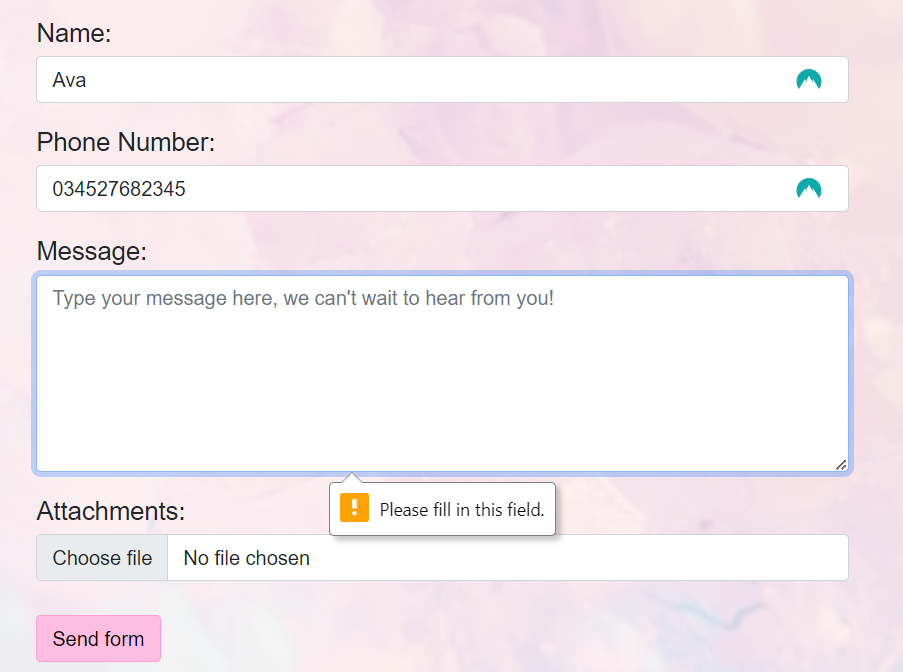 Name:
Ava
Phone Number:
034527682345
Message:
Type your message here, we can't wait to hear from you!
Please fill in this field.
Attachments:
Choose file No file chosen
Send form